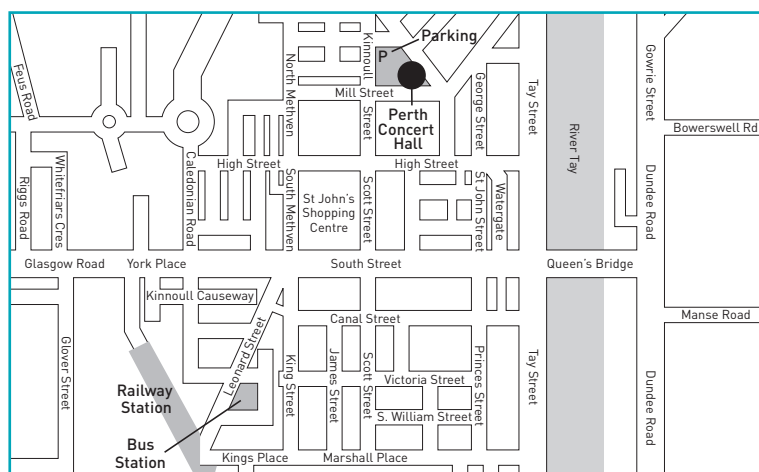 Parking
P
Kinnoull
Street
Mill Street
Perth
Concert
Hall
North Methven
Feus Road
George Street
Tay Street
River Tay
Gowrie Street
Bowerswell Rd
High Street
High Street
Riggs Road
Whitefriars Cres
Caledonian Road
South Methven
St John's
Shopping
Centre
Scott Street
St John Street
Watergate
Dundee Road
Glasgow Road
York Place
South Street
Queen's Bridge
Kinnoull Causeway
Canal Street
Manse Road
Glover Street
Leonard Street
King Street
James Street
Scott Street
Princes Street
Tay Street
Victoria Street
S. William Street
Dundee Road
Railway
Station
Bus
Station
Kings Place
Marshall Place